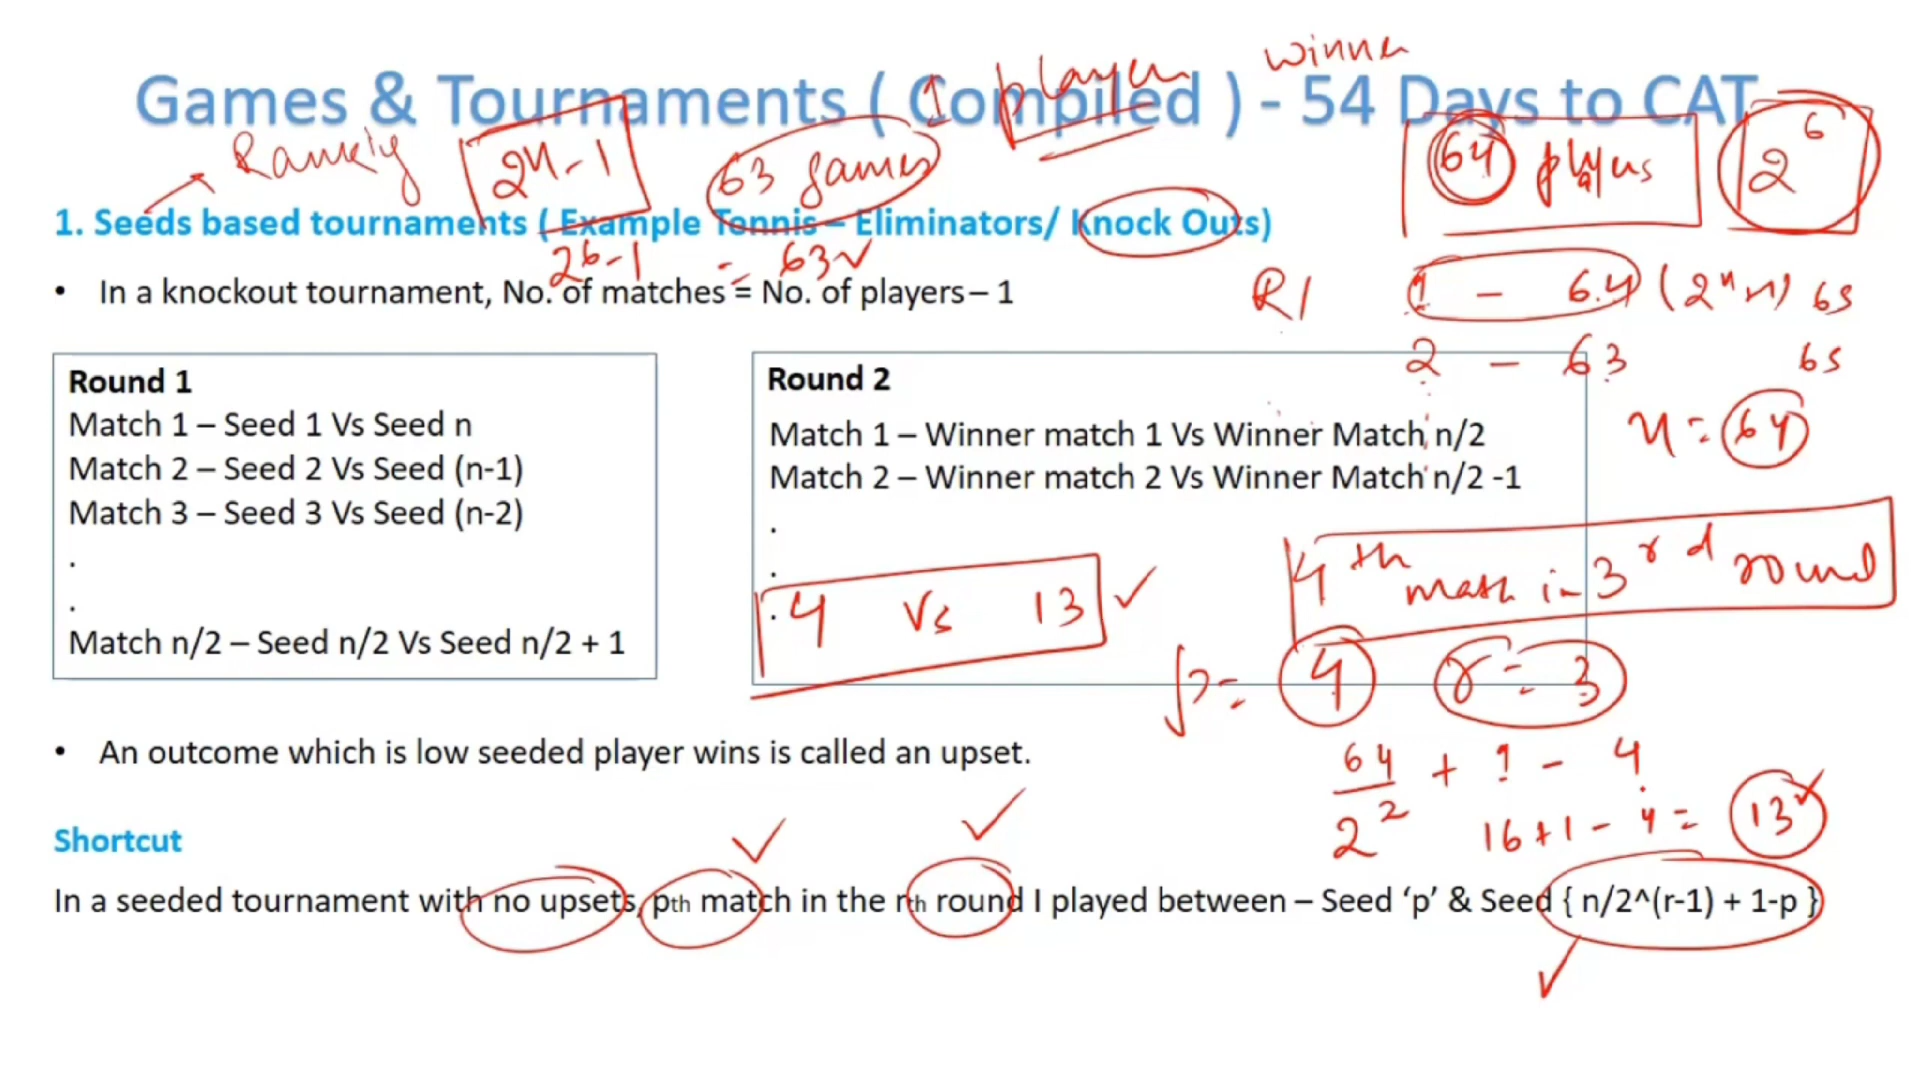 winner
1 player
Games & Tournaments ( Compiled ) - 54 Days to CAT
Ranking 2^n-1 63 games 64 players 2^6
1. Seeds based tournaments ( Example Tennis – Eliminators/ Knock Outs)
2^6-1 = 63✓
• In a knockout tournament, No. of matches = No. of players – 1
R1 1 - 64 (2^n+1) 65
2 - 63 65
n = 64
Round 1
Match 1 – Seed 1 Vs Seed n
Match 2 – Seed 2 Vs Seed (n-1)
Match 3 – Seed 3 Vs Seed (n-2)
.
.
Match n/2 – Seed n/2 Vs Seed n/2 + 1
Round 2
Match 1 – Winner match 1 Vs Winner Match n/2
Match 2 – Winner match 2 Vs Winner Match n/2 -1
.
.
.
4 Vs 13 ✓
4th match in 3rd round
p = 4 r = 3
64/2^2 + 1 - 4
16+1-4 = 13✓
• An outcome which is low seeded player wins is called an upset.
Shortcut
In a seeded tournament with no upsets, pth match in the rth round I played between – Seed ‘p’ & Seed { n/2^(r-1) + 1-p }